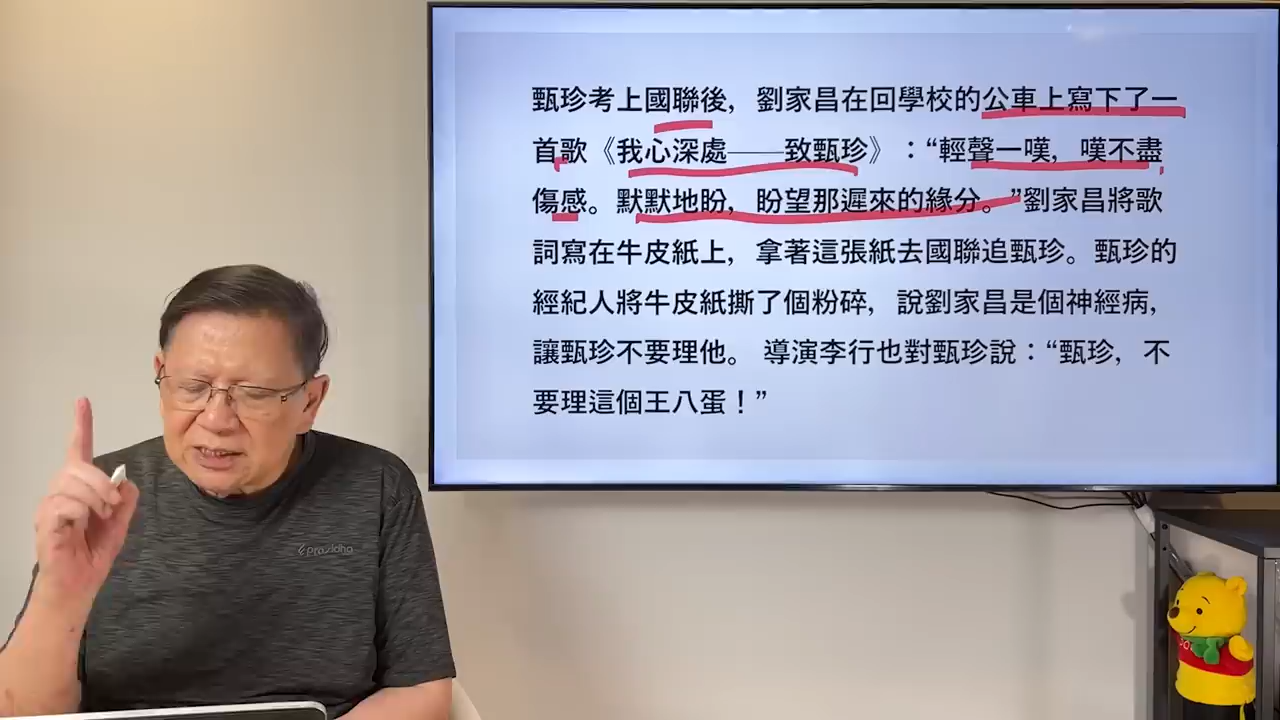 甄珍考上國聯後，劉家昌在回學校的公車上寫下了一
首歌《我心深處——致甄珍》：“輕聲一嘆，嘆不盡
傷感。默默地盼，盼望那遲來的緣分。”劉家昌將歌
詞寫在牛皮紙上，拿著這張紙去國聯追甄珍。甄珍的
經紀人將牛皮紙撕了個粉碎，說劉家昌是個神經病，
讓甄珍不要理他。 導演李行也對甄珍說：“甄珍，不
要理這個王八蛋！”